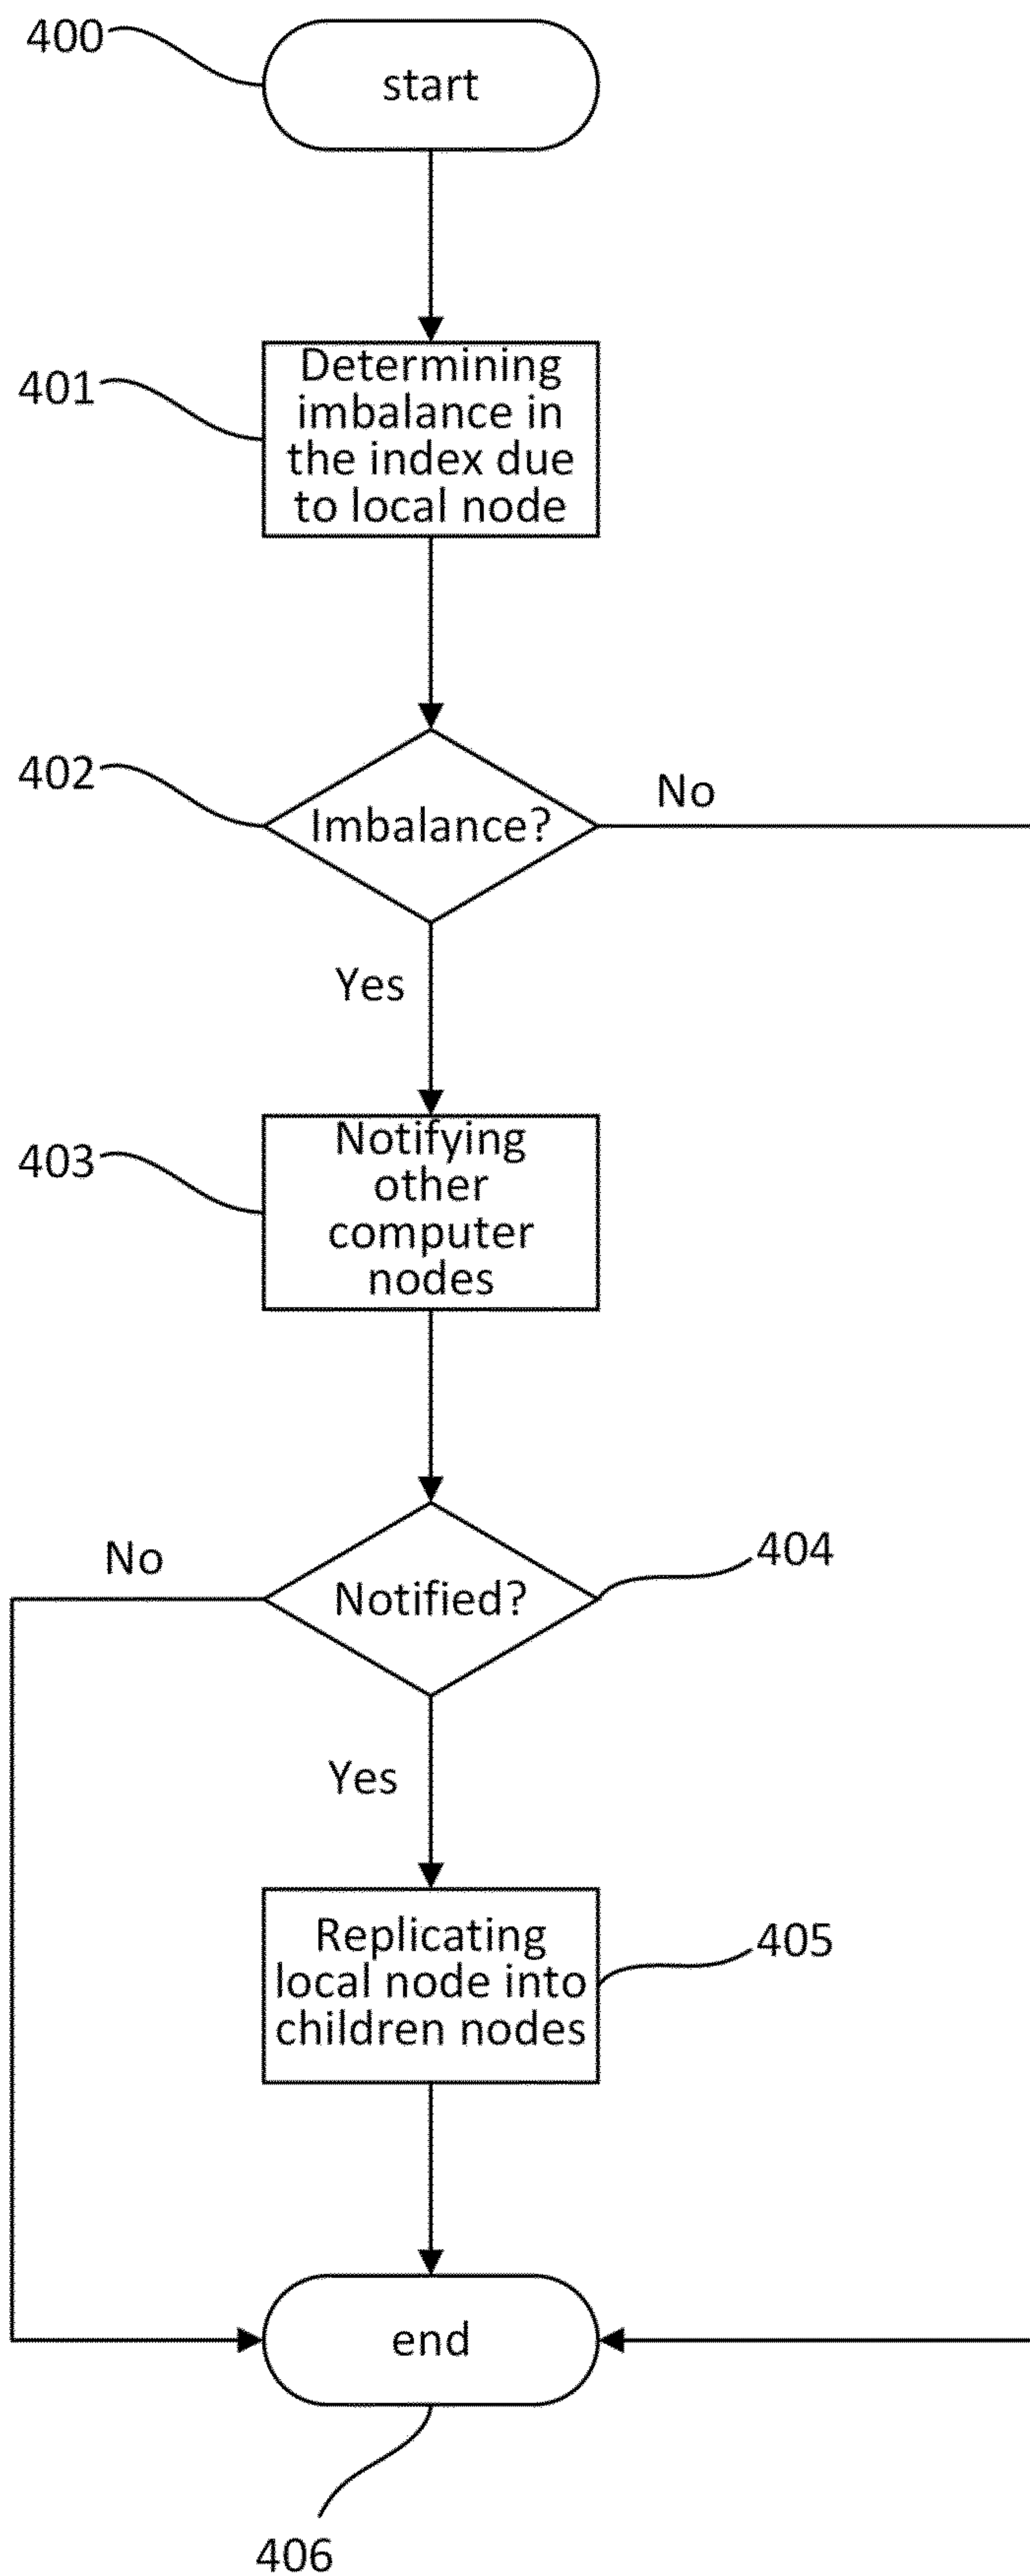 400
start
401
Determining
imbalance in
the index due
to local node
402
Imbalance?
No
Yes
403
Notifying
other
computer
nodes
No
404
Notified?
Yes
405
Replicating
local node into
children nodes
end
406